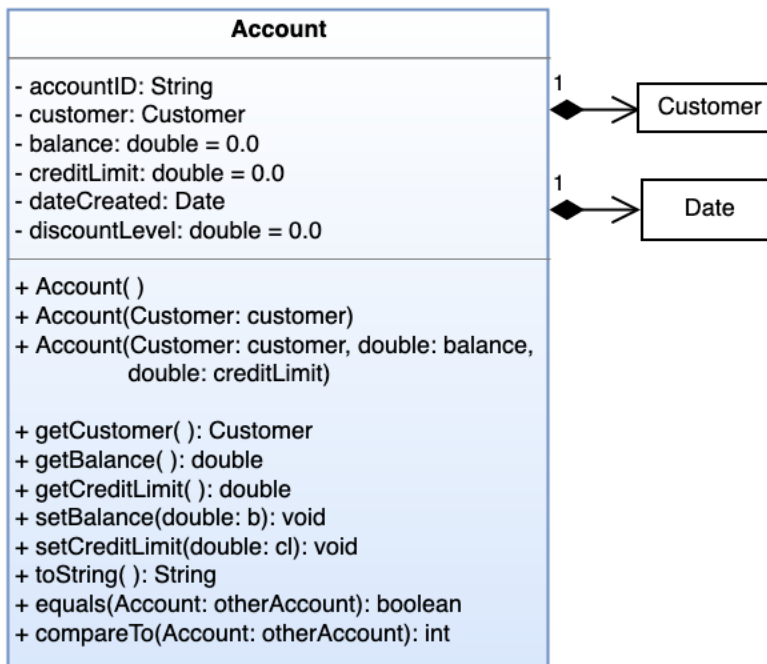 Account
- accountID: String
- customer: Customer
- balance: double = 0.0
- creditLimit: double = 0.0
- dateCreated: Date
- discountLevel: double = 0.0
1
Customer
1
Date
+ Account( )
+ Account(Customer: customer)
+ Account(Customer: customer, double: balance,
double: creditLimit)
+ getCustomer( ): Customer
+ getBalance( ): double
+ getCreditLimit( ): double
+ setBalance(double: b): void
+ setCreditLimit(double: cl): void
+ toString( ): String
+ equals(Account: otherAccount): boolean
+ compareTo(Account: otherAccount): int